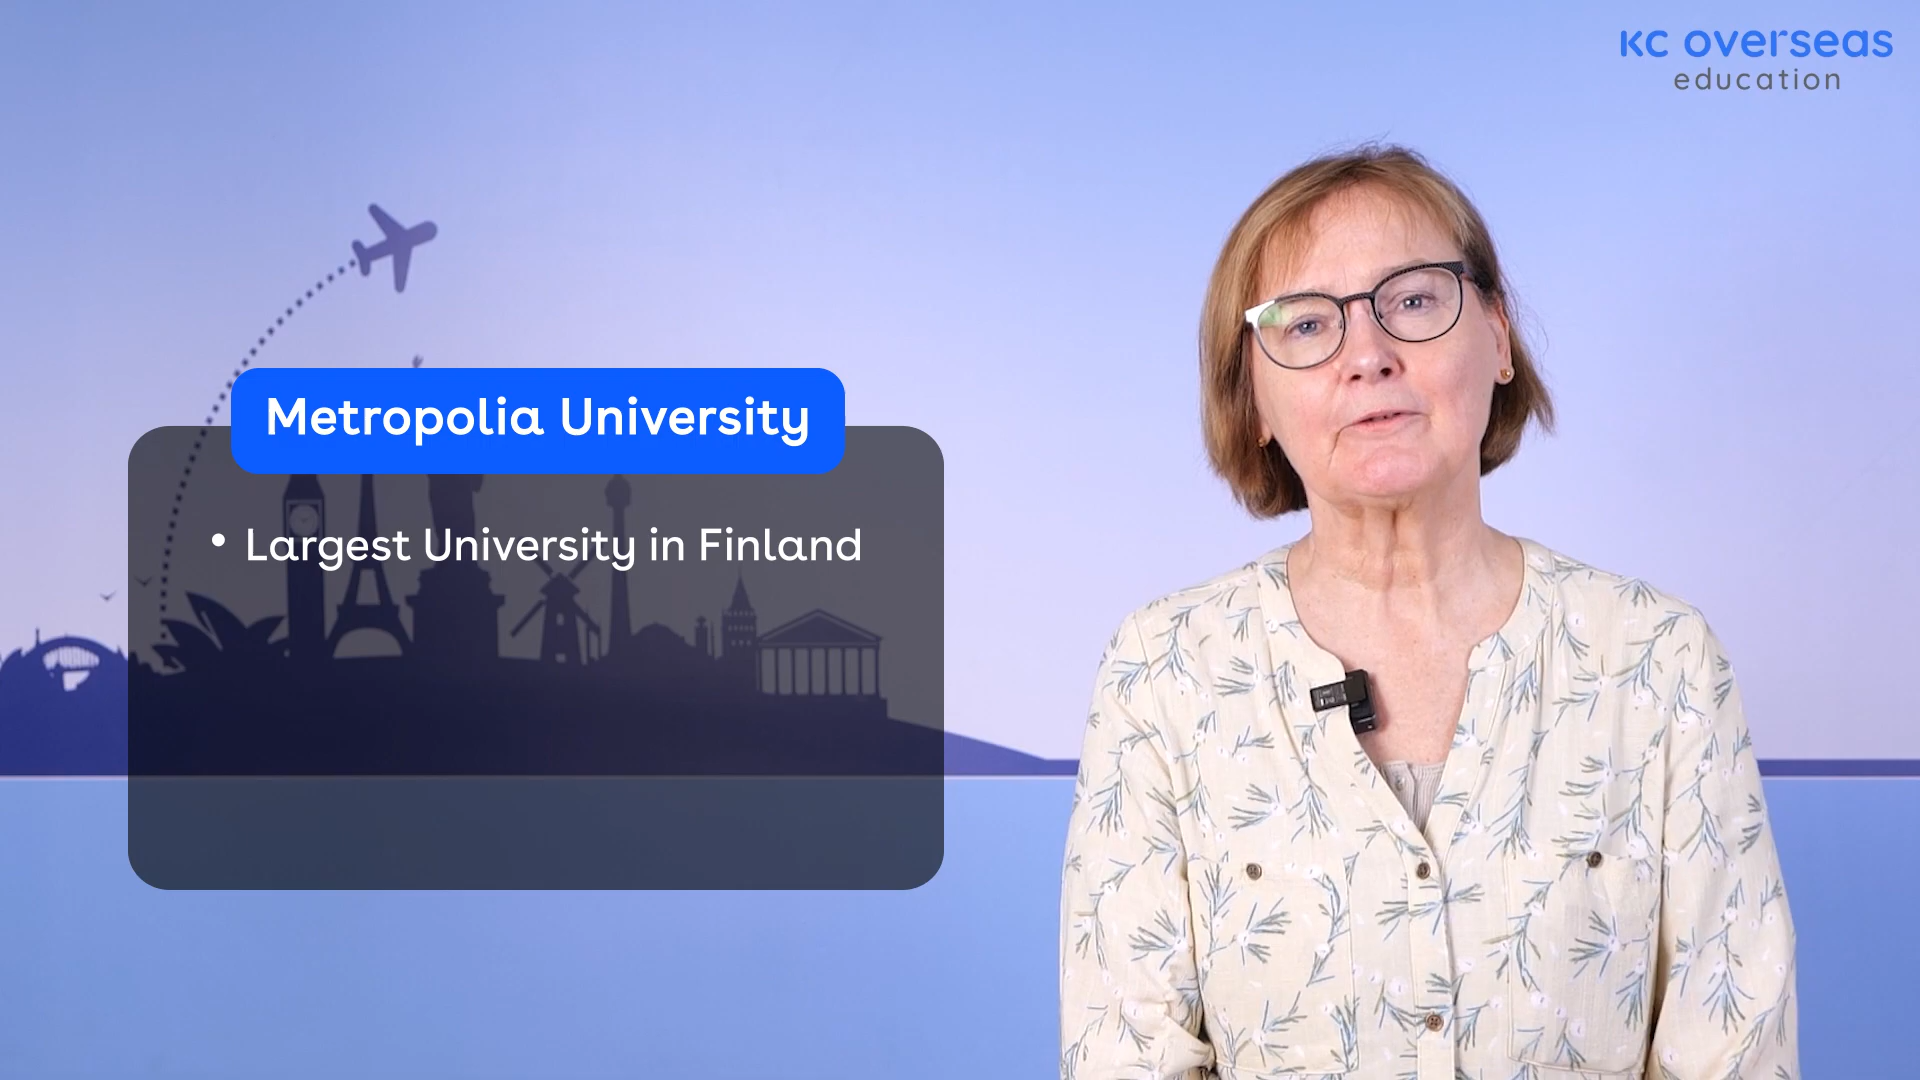 KC overseas
education
Metropolia University
• Largest University in Finland